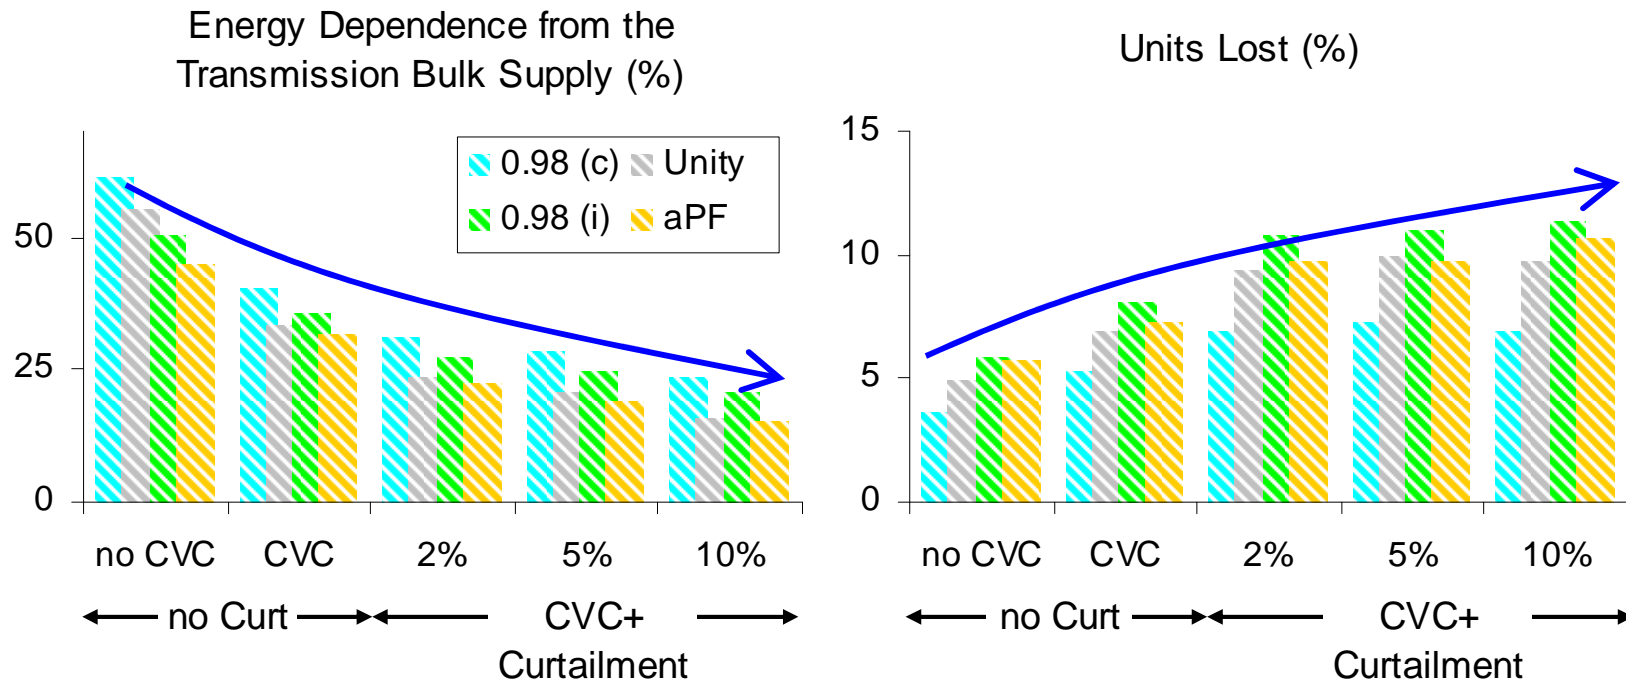 Energy Dependence from the
Transmission Bulk Supply (%)
50
25
0
0.98 (c) Unity
0.98 (i) aPF
no CVC CVC 2% 5% 10%
no Curt CVC+
Curtailment
Units Lost (%)
15
10
5
0
no CVC CVC 2% 5% 10%
no Curt CVC+
Curtailment